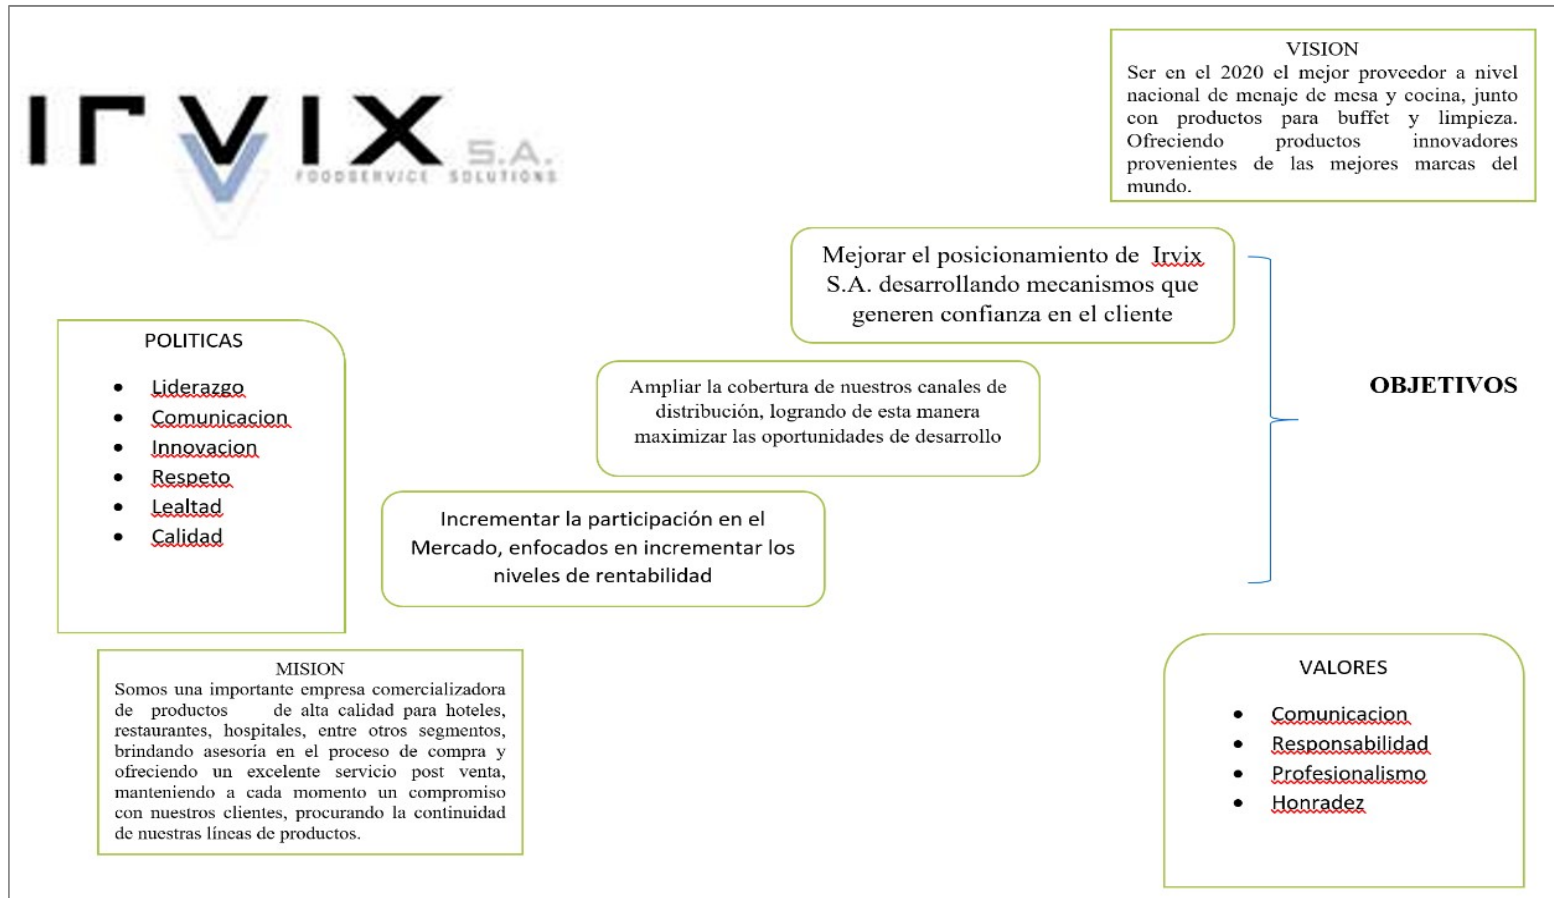 Irvix S.A.
FOODSERVICE SOLUTIONS
VISION
Ser en el 2020 el mejor proveedor a nivel
nacional de menaje de mesa y cocina, junto
con productos para buffet y limpieza.
Ofreciendo productos innovadores
provenientes de las mejores marcas del
mundo.
Mejorar el posicionamiento de Irvix
S.A. desarrollando mecanismos que
generen confianza en el cliente
Ampliar la cobertura de nuestros canales de
distribución, logrando de esta manera
maximizar las oportunidades de desarrollo
Incrementar la participación en el
Mercado, enfocados en incrementar los
niveles de rentabilidad
OBJETIVOS
POLITICAS
• Liderazgo
• Comunicacion
• Innovacion
• Respeto
• Lealtad
• Calidad
MISION
Somos una importante empresa comercializadora
de productos de alta calidad para hoteles,
restaurantes, hospitales, entre otros segmentos,
brindando asesoría en el proceso de compra y
ofreciendo un excelente servicio post venta,
manteniendo a cada momento un compromiso
con nuestros clientes, procurando la continuidad
de nuestras líneas de productos.
VALORES
• Comunicacion
• Responsabilidad
• Profesionalismo
• Honradez